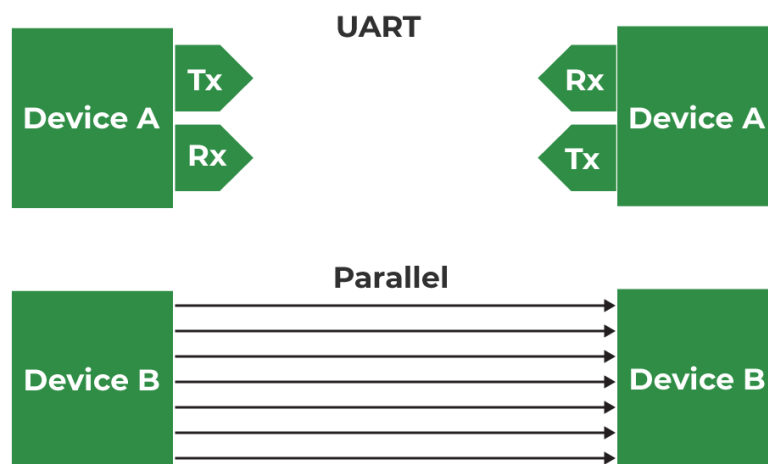 UART
Device A
Tx
Rx
Rx
Tx
Device A
Parallel
Device B
Device B